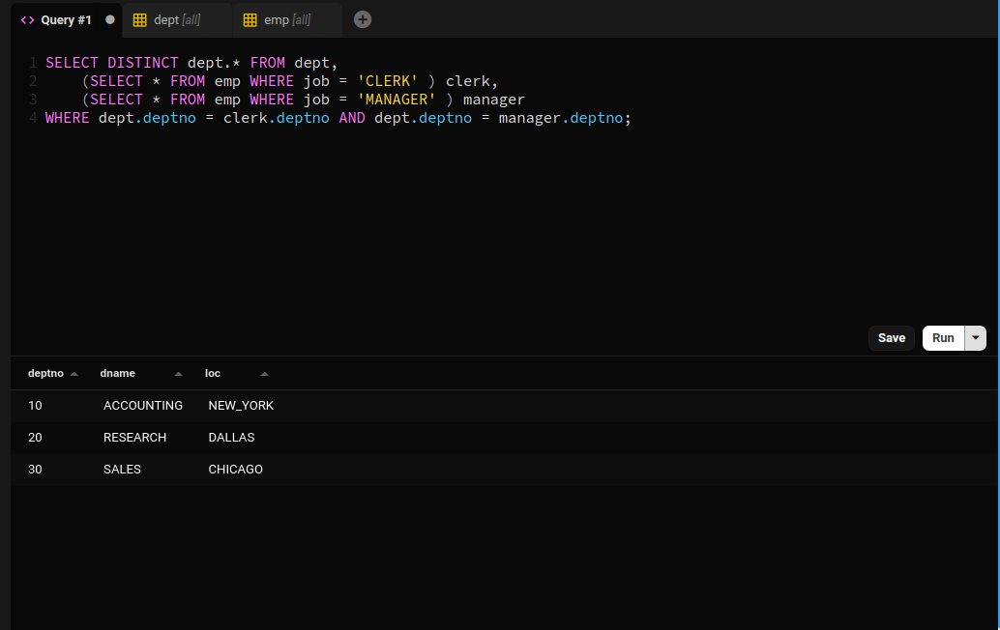 <> Query #1 dept [all] emp [all]
1 SELECT DISTINCT dept.* FROM dept,
2 (SELECT * FROM emp WHERE job = 'CLERK' ) clerk,
3 (SELECT * FROM emp WHERE job = 'MANAGER' ) manager
4 WHERE dept.deptno = clerk.deptno AND dept.deptno = manager.deptno;
Save Run
deptno dname loc
10 ACCOUNTING NEW_YORK
20 RESEARCH DALLAS
30 SALES CHICAGO